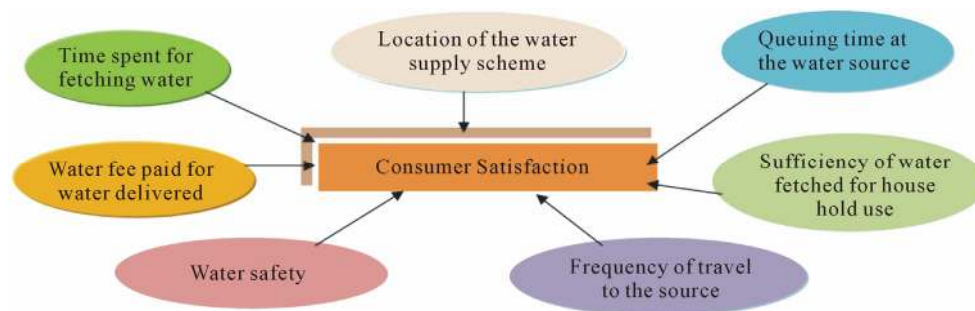 Time spent for
fetching water
Location of the water
supply scheme
Queuing time at
the water source
Water fee paid for
water delivered
Consumer Satisfaction
Sufficiency of water
fetched for house
hold use
Water safety
Frequency of travel
to the source